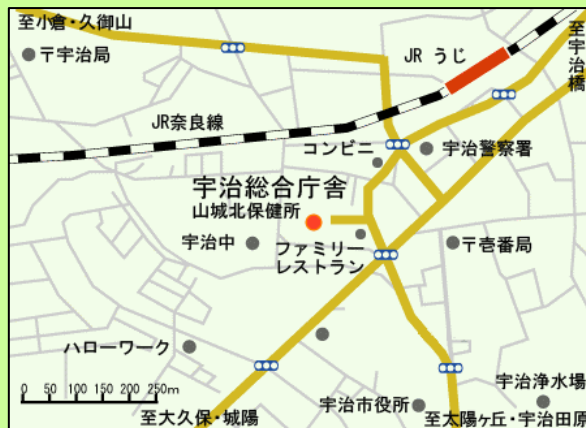 至小倉・久御山
〒宇治局
JR うじ
至宇治橋
JR奈良線
コンビニ
宇治警察署
宇治総合庁舎
山城北保健所
宇治中
ファミリー
レストラン
〒壱番局
ハローワーク
0 50 100 150 200 250m
宇治浄水場
宇治市役所
至大久保・城陽
至太陽ヶ丘・宇治田原